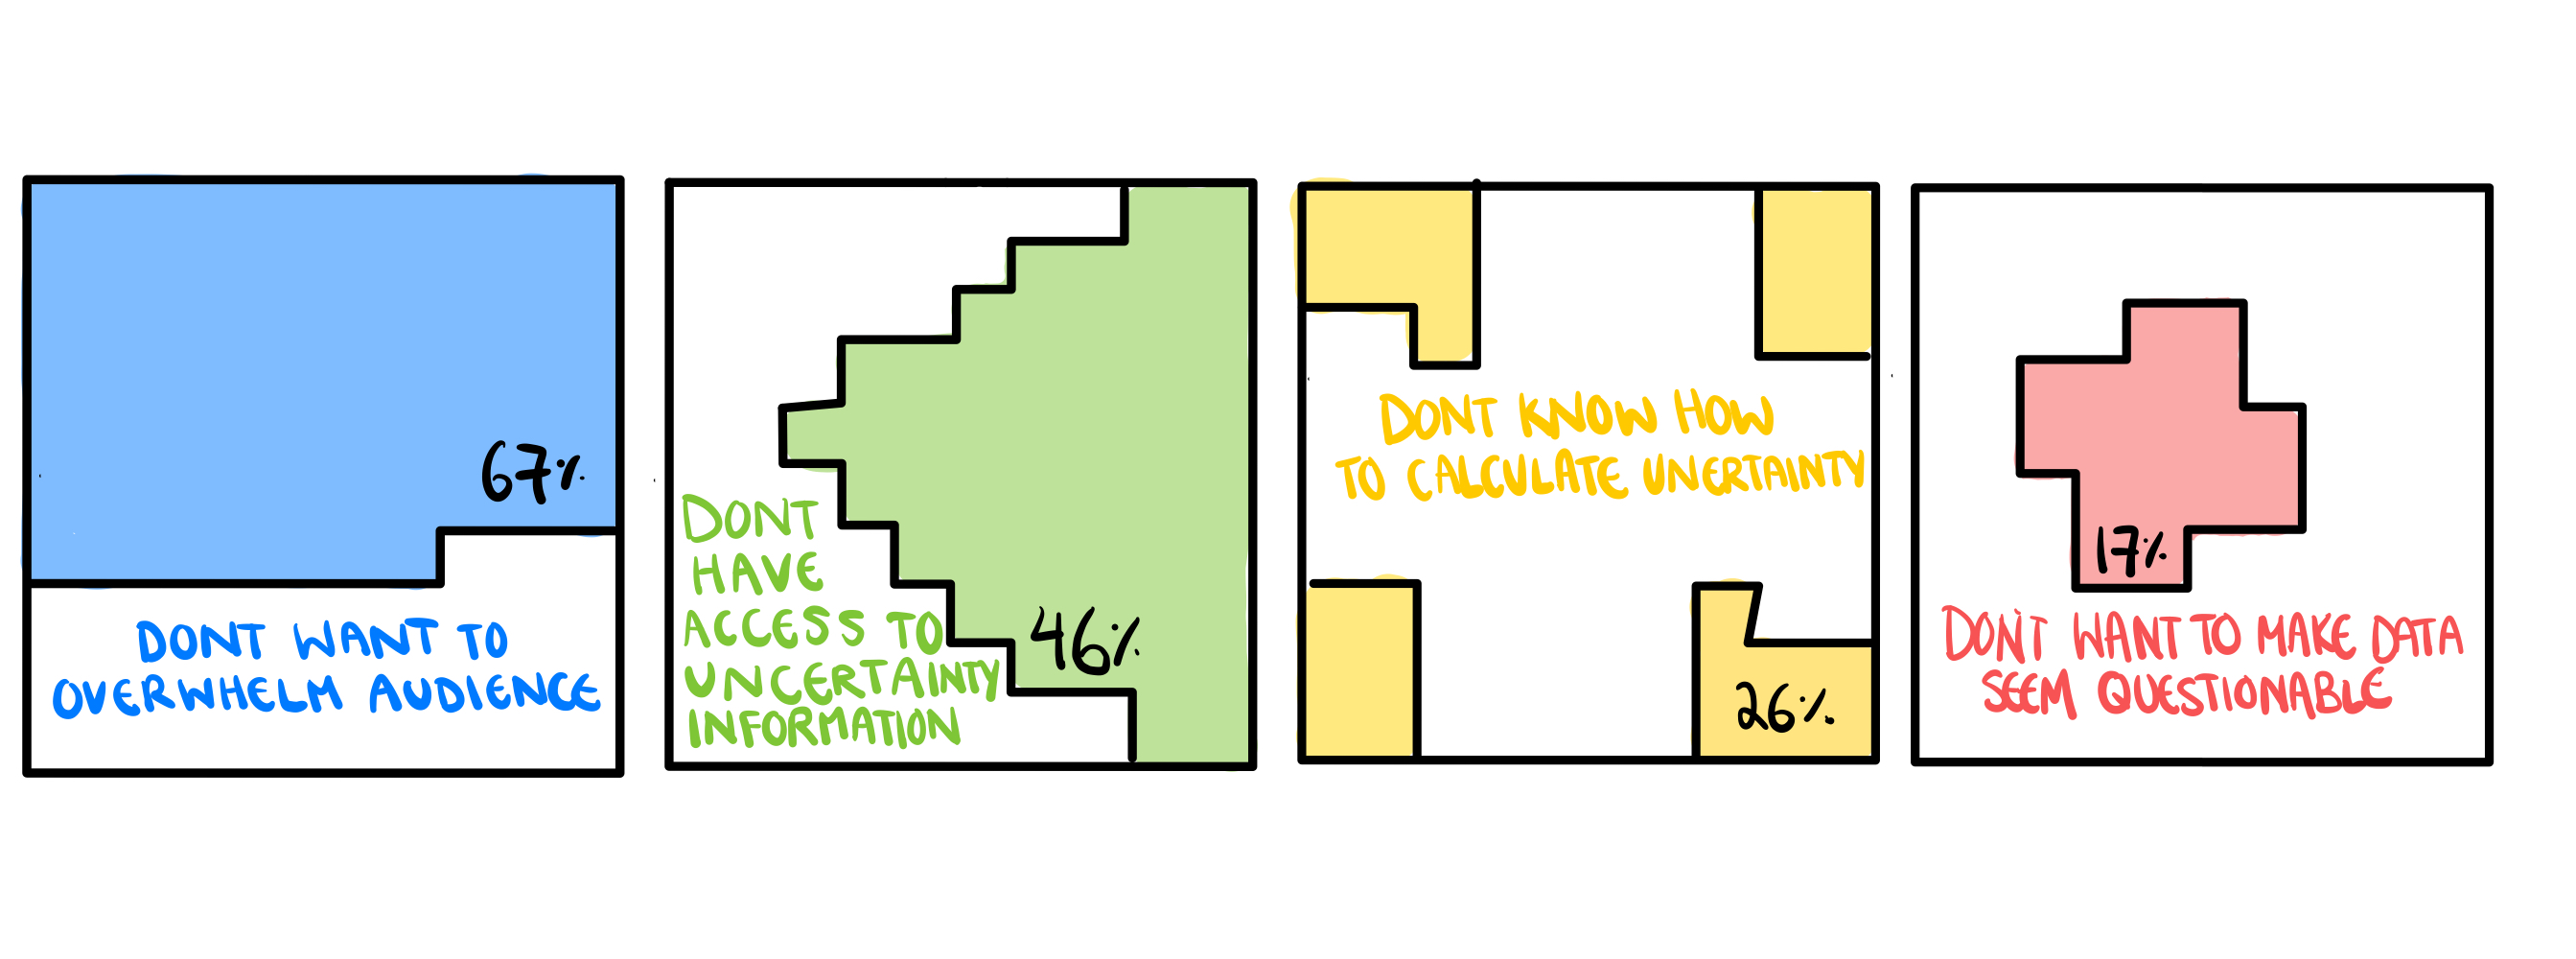 67%
DONT WANT TO
OVERWHELM AUDIENCE
DONT
HAVE
ACCESS TO
UNCERTAINTY
INFORMATION
46%
DONT KNOW HOW
TO CALCULATE UNERTAINTY
26%
17%
DONT WANT TO MAKE DATA
SEEM QUESTIONABLE